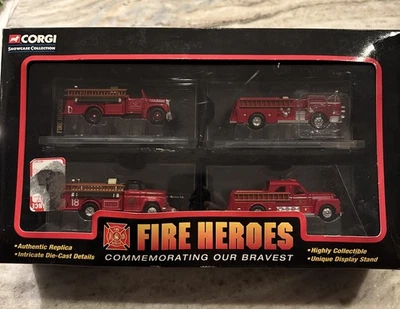 CORGI
SHOWCASE COLLECTION
18
FIRE HEROES
COMMEMORATING OUR BRAVEST
•Authentic Replica
•Intricate Die-Cast Details
•Highly Collectible
•Unique Display Stand